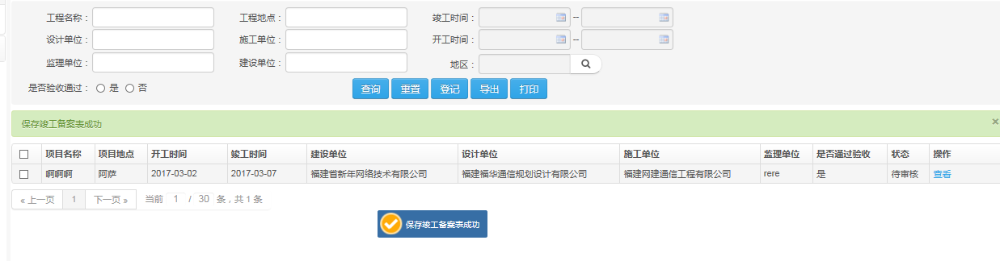 工程名称： 工程地点： 竣工时间： --
设计单位： 施工单位： 开工时间： --
监理单位： 建设单位： 地区：
是否验收通过： 是 否 查询 重置 登记 导出 打印
保存竣工备案表成功 ×
项目名称 项目地点 开工时间 竣工时间 建设单位 设计单位 施工单位 监理单位 是否通过验收 状态 操作
啊啊啊 阿萨 2017-03-02 2017-03-07 福建省新年网络技术有限公司 福建福华通信规划设计有限公司 福建网建通信工程有限公司 rere 是 待审核 查看
« 上一页 1 下一页 » 当前 1 / 30 条，共 1 条
保存竣工备案表成功